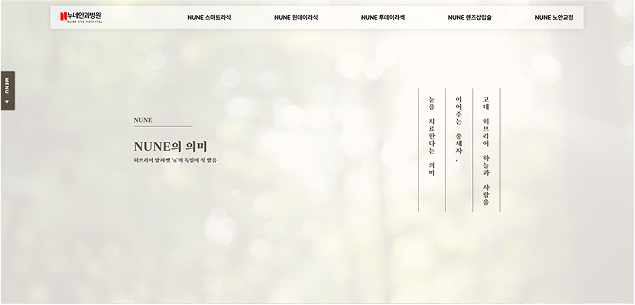 누네안과병원
NUNE EYE HOSPITAL
NUNE 스마트라식
NUNE 원데이라식
NUNE 투데이라섹
NUNE 렌즈삽입술
NUNE 노안교정
MENU
NUNE
NUNE의 의미
히브리어 알파벳 'n'의 독일어 식 발음
고대 히브리어 하늘과 사람을
이어주는 중재자,
눈을 치료한다는 의미